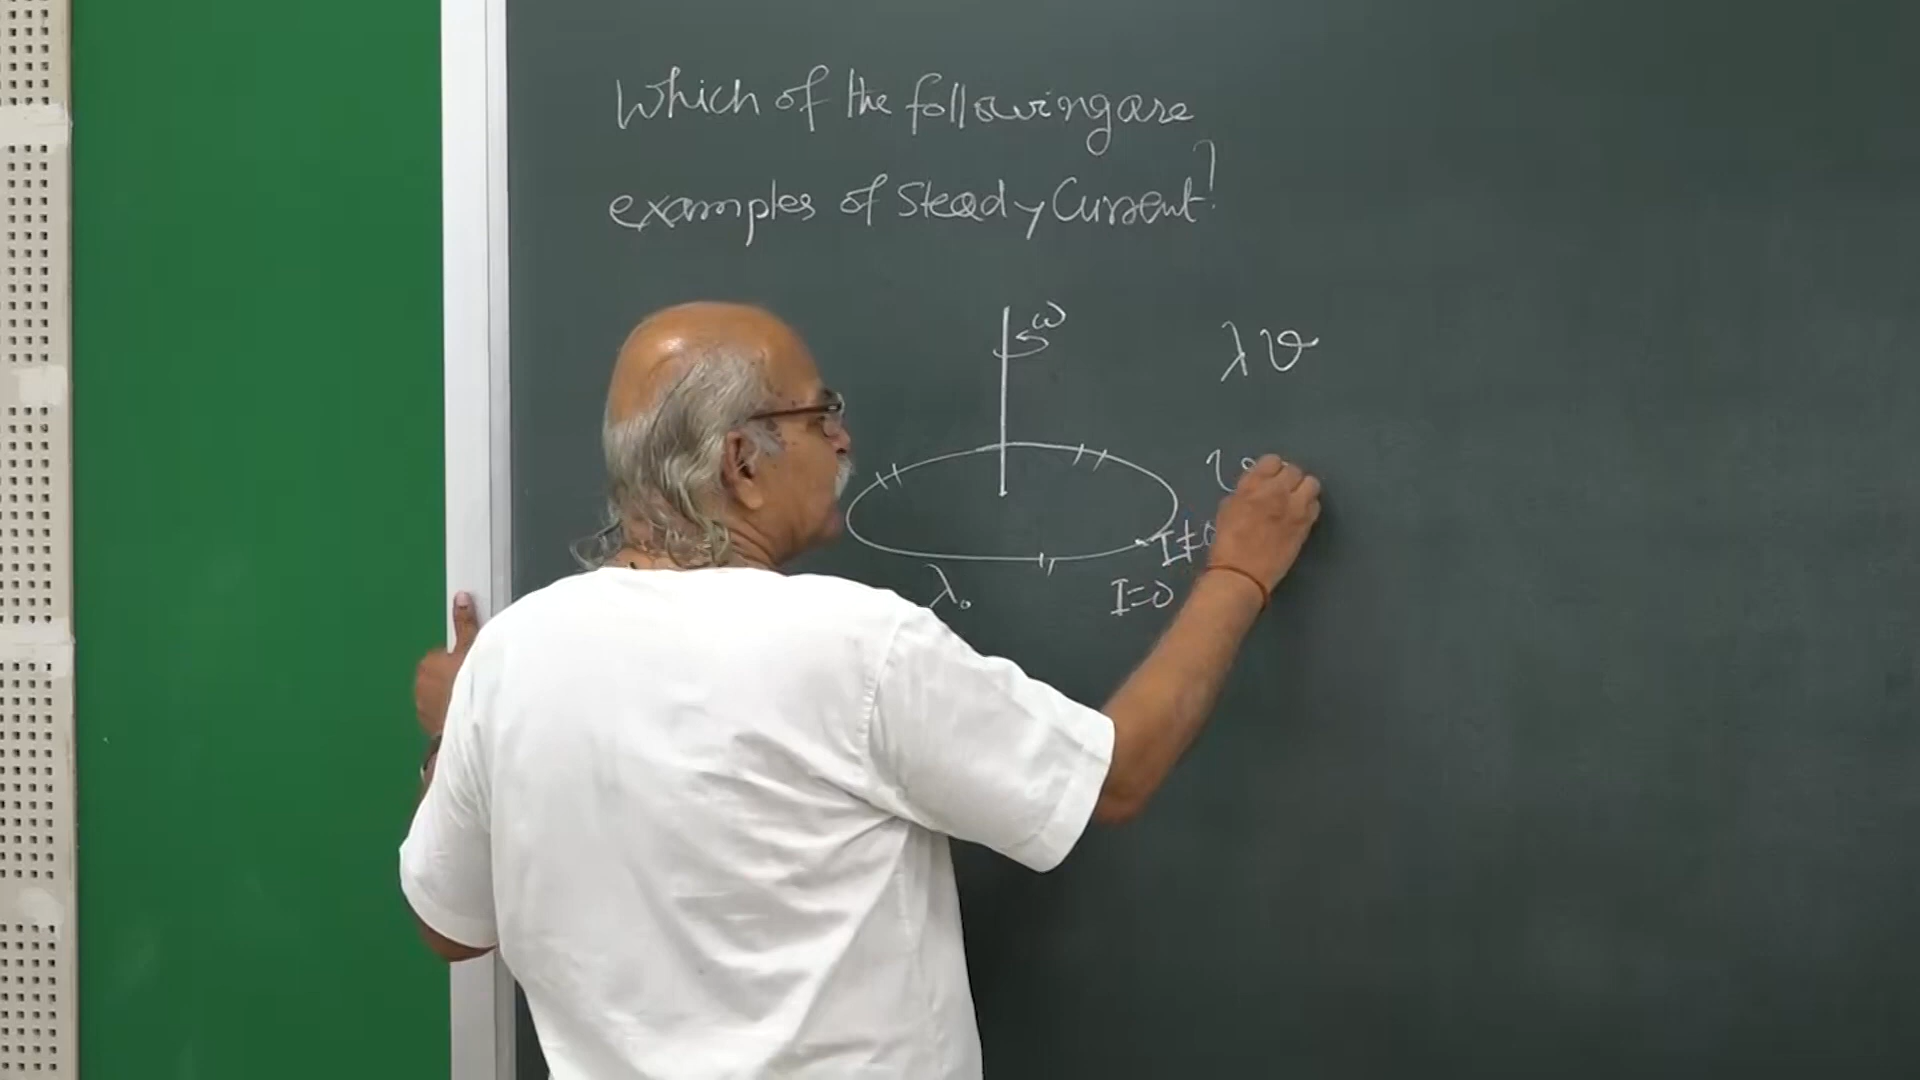 Which of the following are
examples of Steady Current?
ω
λ v
I≠0
I=0
λ₀